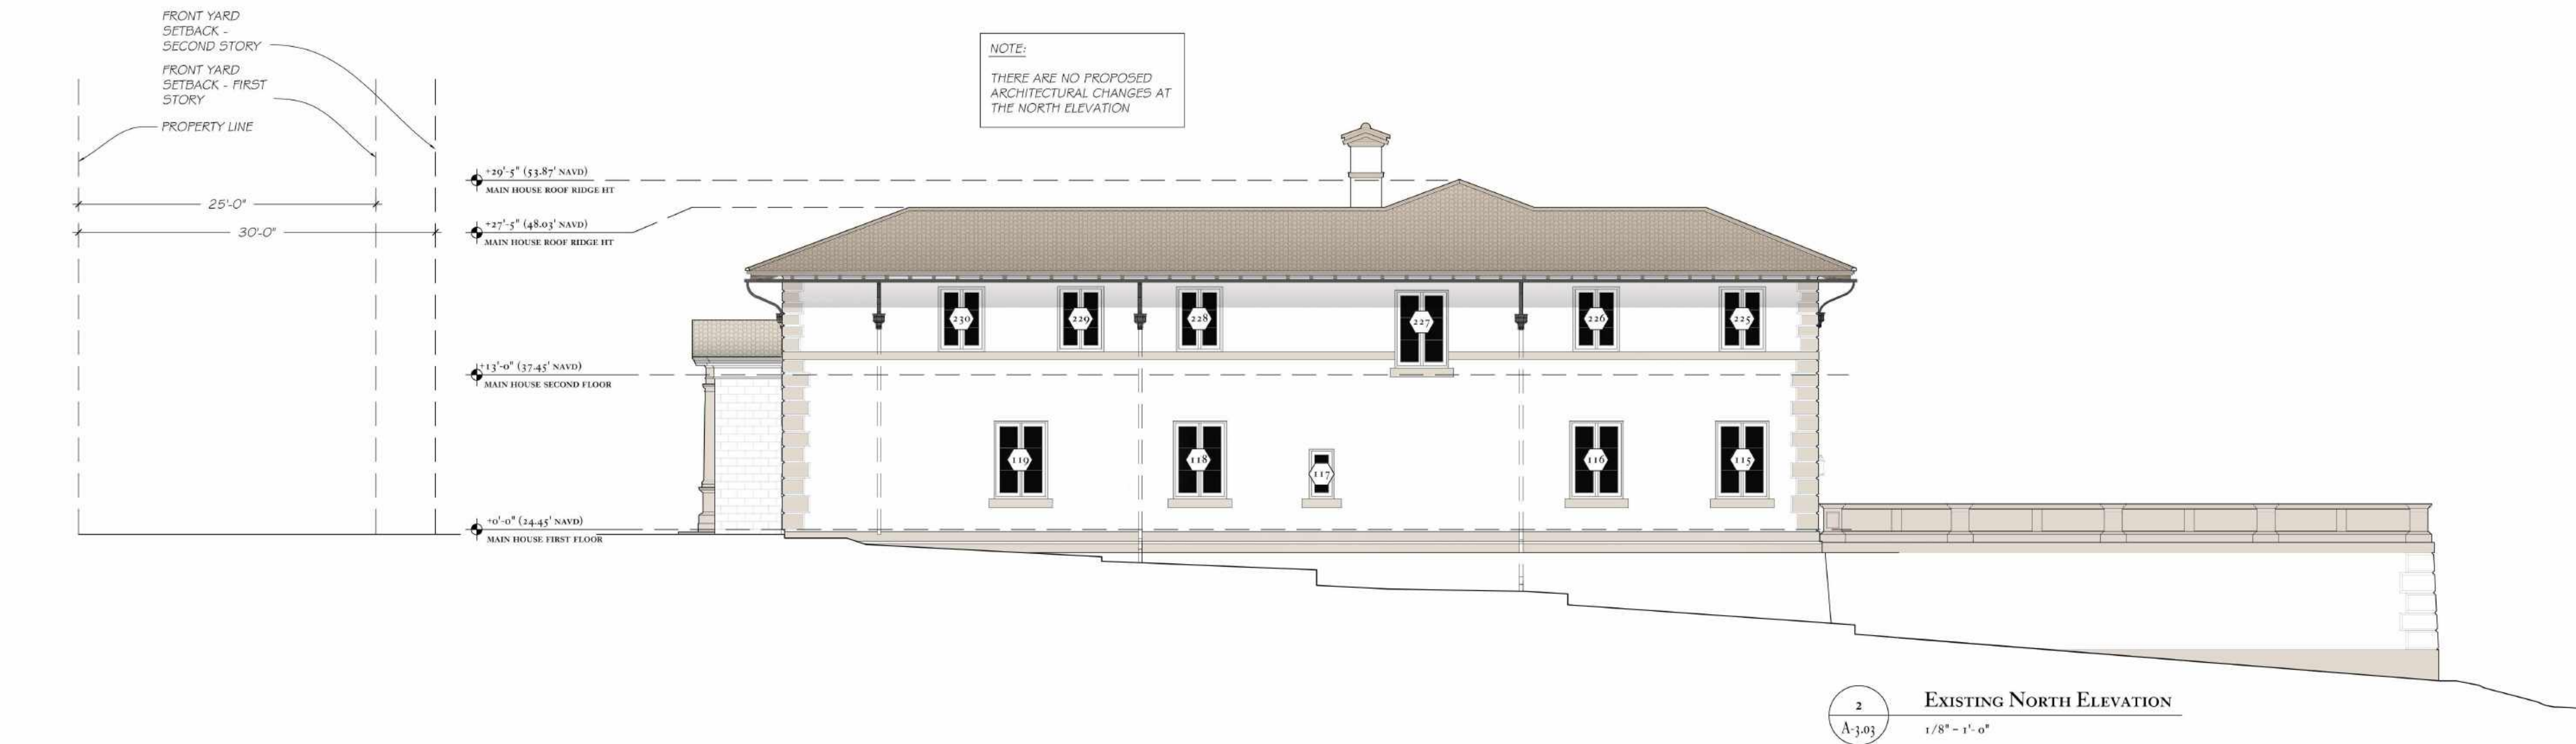 FRONT YARD
SETBACK -
SECOND STORY
FRONT YARD
SETBACK - FIRST
STORY
PROPERTY LINE
25'-0"
30'-0"
NOTE:
THERE ARE NO PROPOSED
ARCHITECTURAL CHANGES AT
THE NORTH ELEVATION
+29'-5" (53.87' NAVD)
MAIN HOUSE ROOF RIDGE HT
+27'-5" (48.03' NAVD)
MAIN HOUSE ROOF RIDGE HT
+13'-0" (37.45' NAVD)
MAIN HOUSE SECOND FLOOR
+0'-0" (24.45' NAVD)
MAIN HOUSE FIRST FLOOR
230
229
228
227
226
225
119
118
117
116
115
2
A-3.03
EXISTING NORTH ELEVATION
1/8" = 1'-0"